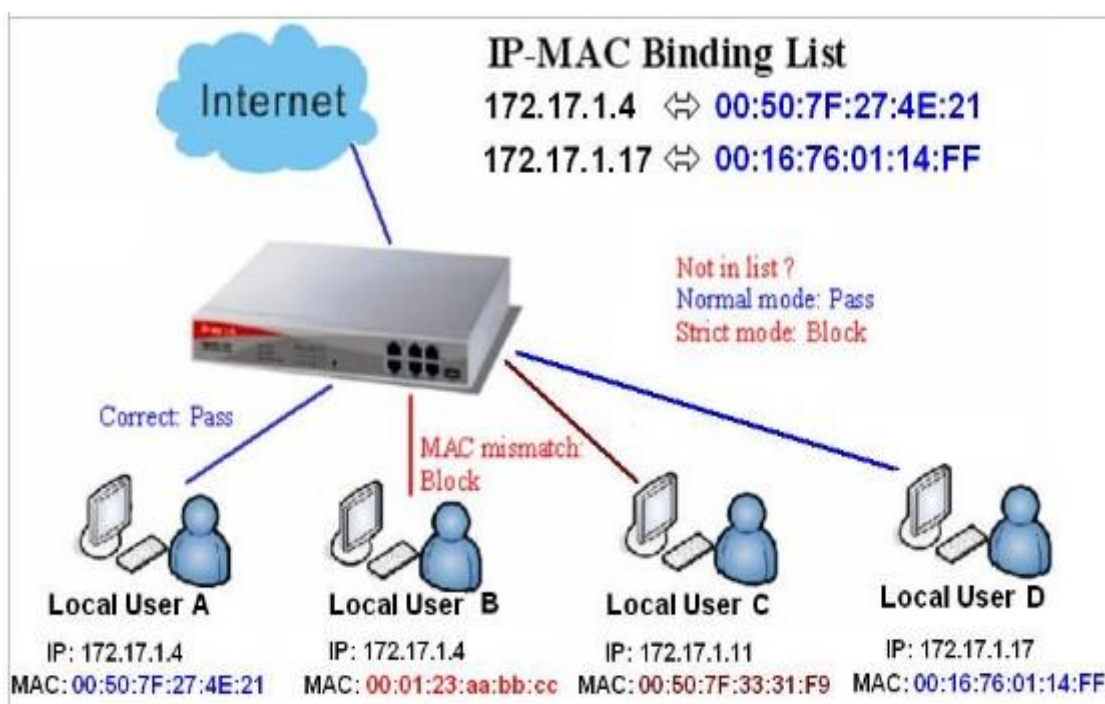 Internet
IP-MAC Binding List
172.17.1.4 ⇔ 00:50:7F:27:4E:21
172.17.1.17 ⇔ 00:16:76:01:14:FF
Not in list ?
Normal mode: Pass
Strict mode: Block
Correct: Pass
MAC mismatch:
Block
Local User A
IP: 172.17.1.4
MAC: 00:50:7F:27:4E:21
Local User B
IP: 172.17.1.4
MAC: 00:01:23:aa:bb:cc
Local User C
IP: 172.17.1.11
MAC: 00:50:7F:33:31:F9
Local User D
IP: 172.17.1.17
MAC: 00:16:76:01:14:FF